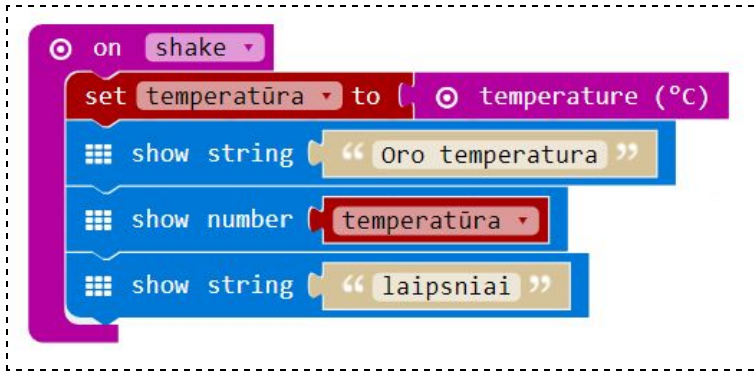 on shake
set temperatūra to temperature (°C)
show string “ Oro temperatura ”
show number temperatūra
show string “ laipsniai ”